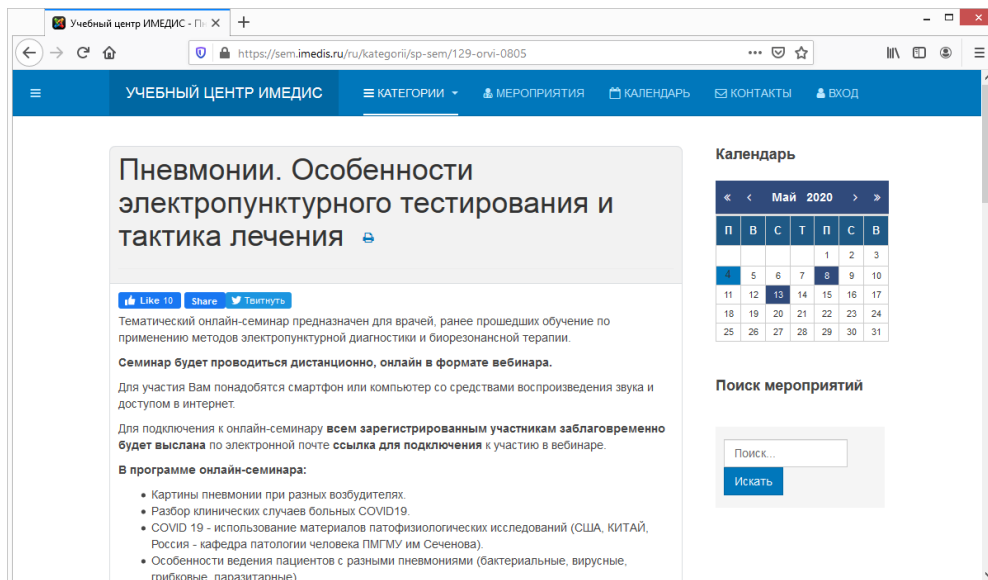 Учебный центр ИМЕДИС - Пн
https://sem.imedis.ru/ru/kategorii/sp-sem/129-orvi-0805
УЧЕБНЫЙ ЦЕНТР ИМЕДИС
КАТЕГОРИИ
МЕРОПРИЯТИЯ
КАЛЕНДАРЬ
КОНТАКТЫ
ВХОД
Пневмонии. Особенности
электропунктурного тестирования и
тактика лечения
Like 10 Share Твитнуть
Тематический онлайн-семинар предназначен для врачей, ранее прошедших обучение по
применению методов электропунктурной диагностики и биорезонансной терапии.
Семинар будет проводиться дистанционно, онлайн в формате вебинара.
Для участия Вам понадобятся смартфон или компьютер со средствами воспроизведения звука и
доступом в интернет.
Для подключения к онлайн-семинару всем зарегистрированным участникам заблаговременно
будет выслана по электронной почте ссылка для подключения к участию в вебинаре.
В программе онлайн-семинара:
• Картины пневмонии при разных возбудителях.
• Разбор клинических случаев больных COVID19.
• COVID 19 - использование материалов патофизиологических исследований (США, КИТАЙ,
Россия - кафедра патологии человека ПМГМУ им Сеченова).
• Особенности ведения пациентов с разными пневмониями (бактериальные, вирусные,
грибковые, паразитарные)
Календарь
« ‹ Май 2020 › »
П В С Т П С В
1 2 3
4 5 6 7 8 9 10
11 12 13 14 15 16 17
18 19 20 21 22 23 24
25 26 27 28 29 30 31
Поиск мероприятий
Поиск...
Искать